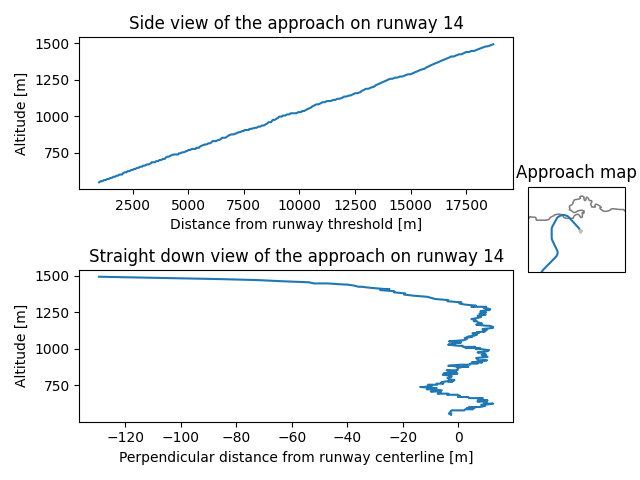 Side view of the approach on runway 14
1500
1250
1000
750
Altitude [m]
2500 5000 7500 10000 12500 15000 17500
Distance from runway threshold [m]
Approach map
Straight down view of the approach on runway 14
1500
1250
1000
750
Altitude [m]
−120 −100 −80 −60 −40 −20 0
Perpendicular distance from runway centerline [m]